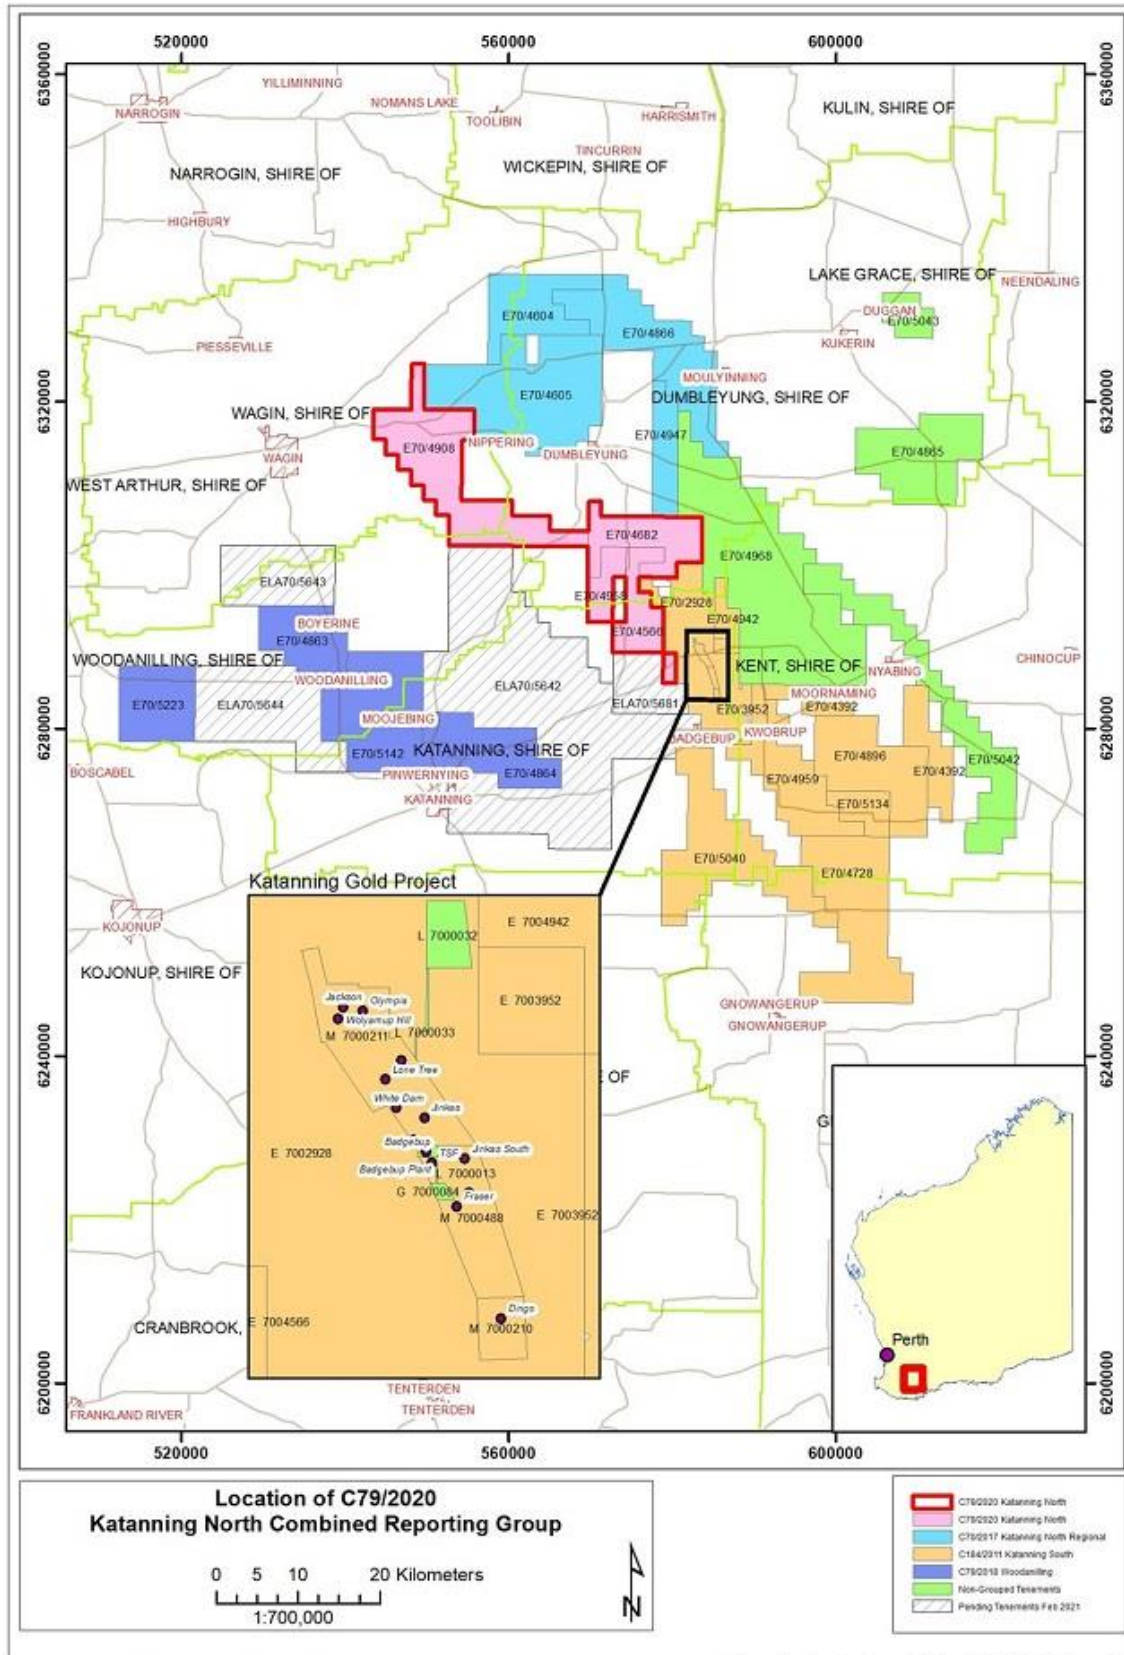 520000 560000 600000
6360000 6360000
YILLIMINNING
NOMANS LAKE
NARROGIN
TOOLIBIN
HARRISMITH
KULIN, SHIRE OF
TINCURRIN
NARROGIN, SHIRE OF
WICKEPIN, SHIRE OF
HIGHBURY
LAKE GRACE, SHIRE OF
NEENDALING
DUGGAN
E70/5043
E70/4604
E70/4866
PIESSEVILLE
KUKERIN
MOULYINNING
6320000 6320000
E70/4605
DUMBLEYUNG, SHIRE OF
WAGIN, SHIRE OF
E70/4947
NIPPERING
E70/4908
DUMBLEYUNG
E70/4865
WAGIN
WEST ARTHUR, SHIRE OF
E70/4682
E70/4968
ELA70/5643
E70/4958
E70/2928
E70/4942
BOYERINE
E70/4566
E70/4863
WOODANILLING, SHIRE OF
KENT, SHIRE OF
CHINOCUP
NYABING
WOODANILLING
ELA70/5642
MOORNAMING
E70/5223
ELA70/5644
ELA70/5681
E70/3952
E70/4392
MOOJEBING
KWOBRUP
BADGEBUP
6280000 6280000
E70/5142
KATANNING, SHIRE OF
E70/4896
E70/5042
BOSCABEL
PINWERNYING
E70/4864
E70/4959
E70/4392
KATANNING
E70/5134
E70/5040
E70/4728
Katanning Gold Project
KOJONUP
L 7000032
E 7004942
KOJONUP, SHIRE OF
Jackson
Olympia
E 7003952
GNOWANGERUP
Wolyamup Hill
GNOWANGERUP
M 7000211
L 7000033
6240000 6240000
Lone Tree
E OF
White Dam
Jinkas
G
Badgebup
TSF
Jinkas South
E 7002928
Badgebup Plant
L 7000013
G 7000084
Fraser
M 7000488
E 7003952
Dingo
E 7004566
M 7000210
CRANBROOK,
Perth
6200000 6200000
TENTERDEN
TENTERDEN
FRANKLAND RIVER
520000 560000 600000
Location of C79/2020
Katanning North Combined Reporting Group
0 5 10 20 Kilometers
1:700,000
N
C79/2020 Katanning North
C79/2020 Katanning North
C70/2017 Katanning North Regional
C184/2011 Katanning South
C79/2018 Woodanilling
Non-Grouped Tenements
Pending Tenements Feb 2021